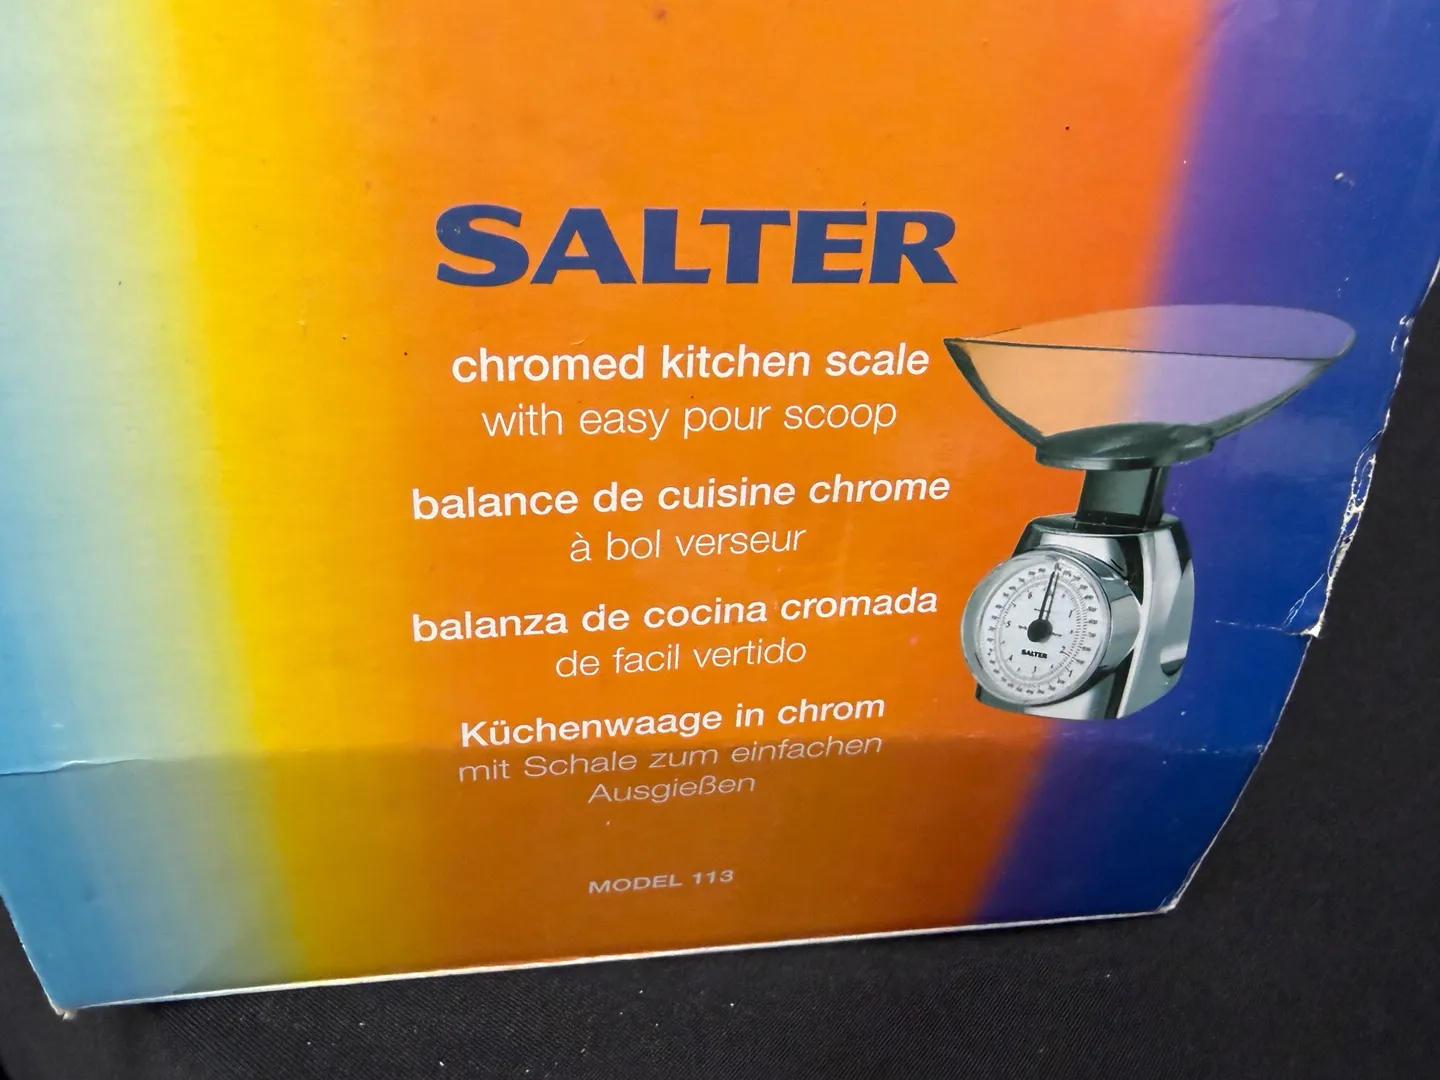 SALTER
chromed kitchen scale
with easy pour scoop
balance de cuisine chrome
à bol verseur
balanza de cocina cromada
de facil vertido
Küchenwaage in chrom
mit Schale zum einfachen
Ausgießen
MODEL 113
SALTER